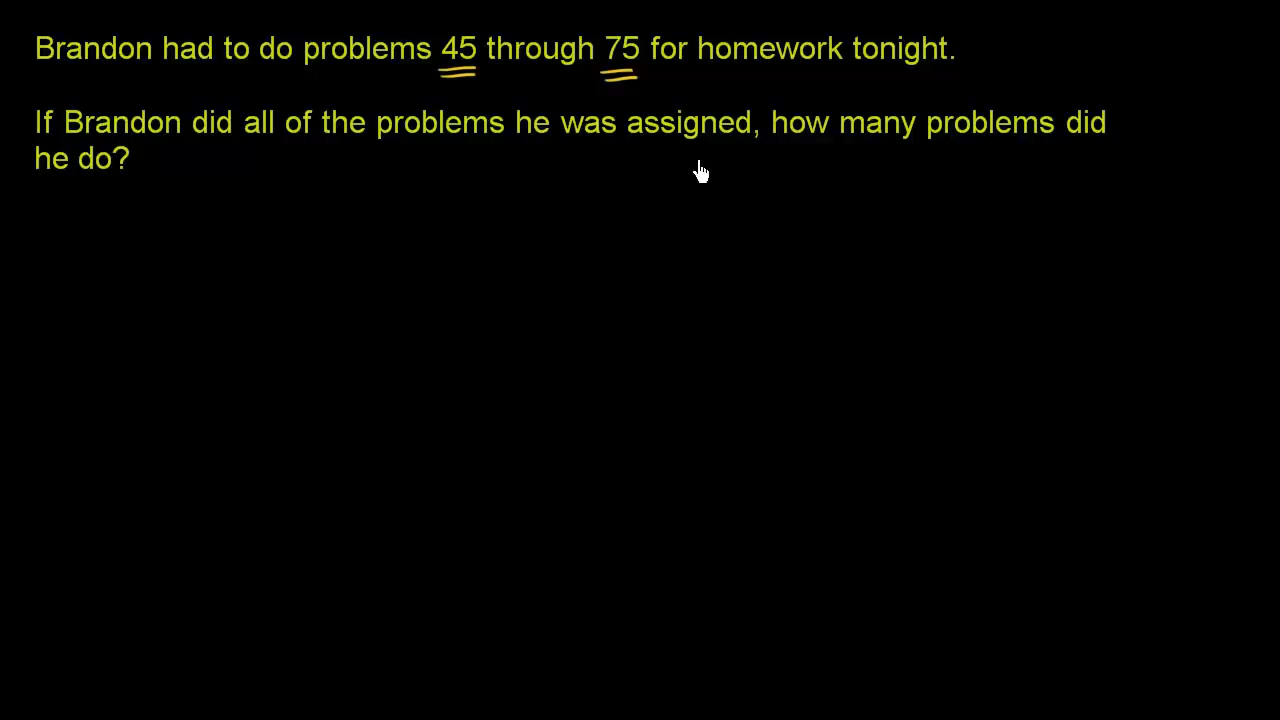 Brandon had to do problems 45 through 75 for homework tonight.
If Brandon did all of the problems he was assigned, how many problems did
he do?